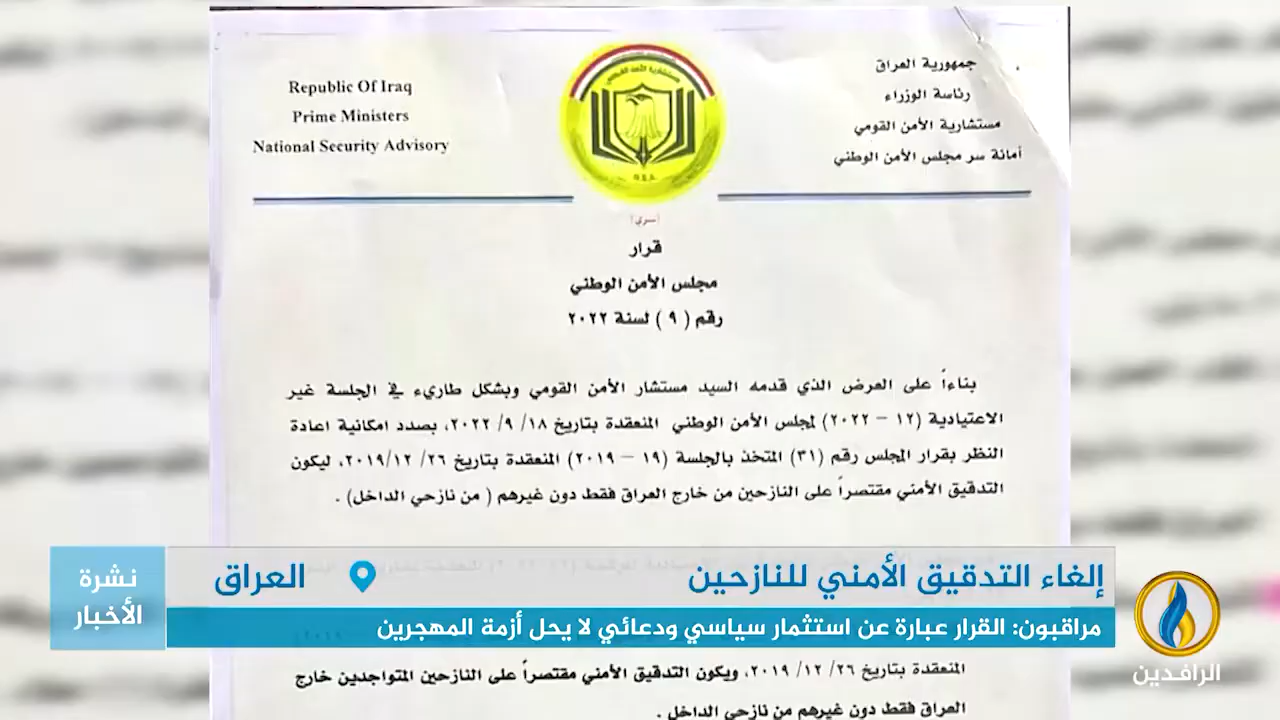 Republic Of Iraq
Prime Ministers
National Security Advisory
جمهورية العراق
رئاسة الوزراء
مستشارية الأمن القومي
أمانة سر مجلس الأمن الوطني
(سري)
قرار
مجلس الأمن الوطني
رقم ( ٩ ) لسنة ٢٠٢٢
بناءاً على العرض الذي قدمه السيد مستشار الأمن القومي وبشكل طاريء في الجلسة غير
الاعتيادية (١٢ – ٢٠٢٢) لمجلس الأمن الوطني المنعقدة بتاريخ ١٨/ ٩/ ٢٠٢٢، بصدد امكانية اعادة
النظر بقرار المجلس رقم (٣١) المتخذ بالجلسة (١٩ – ٢٠١٩) المنعقدة بتاريخ ٢٦/ ٢٠١٩/١٢، ليكون
التدقيق الأمني مقتصراً على النازحين من خارج العراق فقط دون غيرهم ( من نازحي الداخل) .
إلغاء التدقيق الأمني للنازحين
العراق
نشرة
الأخبار
مراقبون: القرار عبارة عن استثمار سياسي ودعائي لا يحل أزمة المهجرين
الرافدين
المنعقدة بتاريخ ٢٦/ ١٢/ ٢٠١٩، ويكون التدقيق الأمني مقتصراً على النازحين المتواجدين خارج
العراق فقط دون غيرهم من نازحي الداخل .